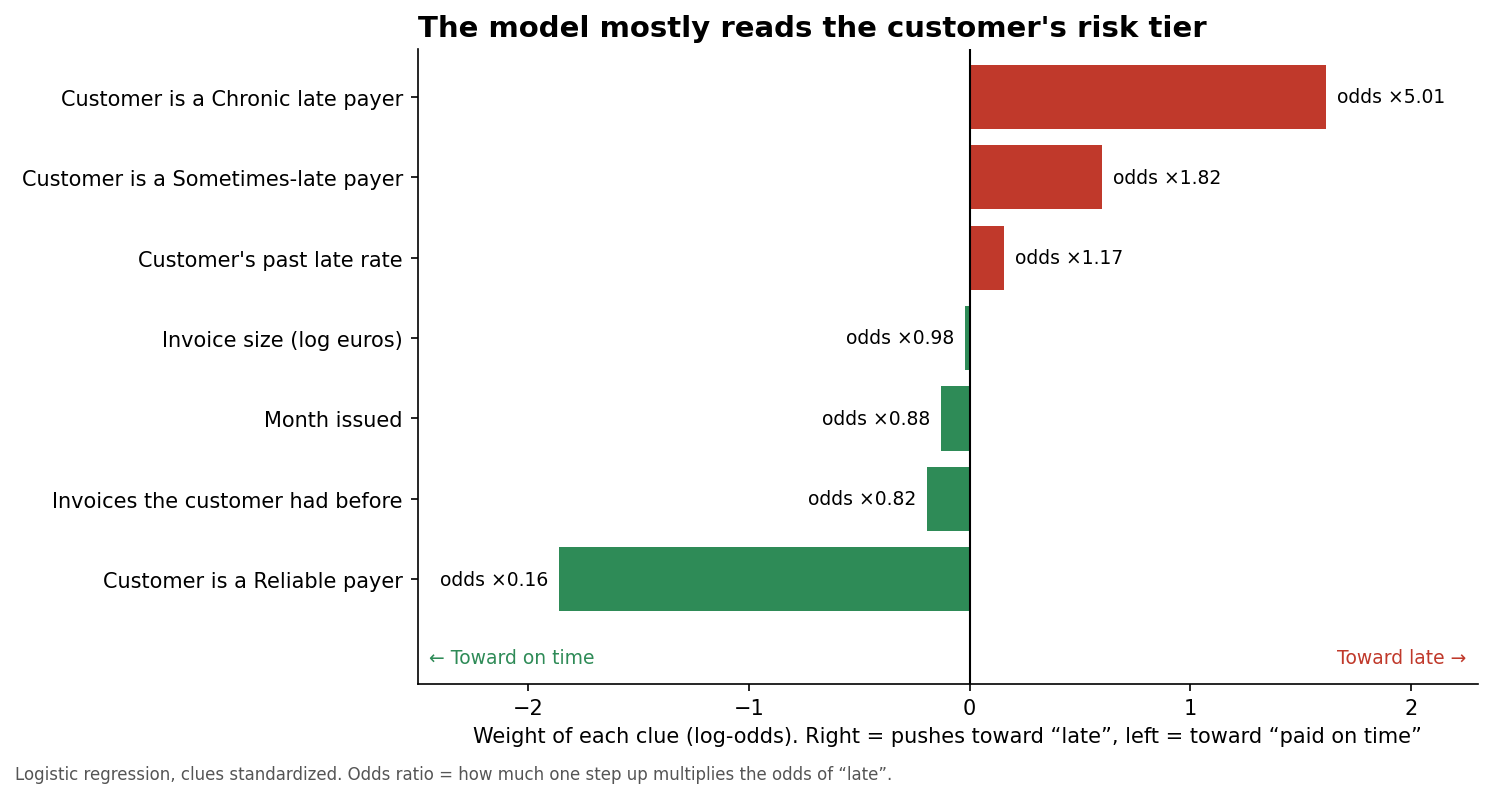 The model mostly reads the customer's risk tier
Customer is a Chronic late payer
odds ×5.01
Customer is a Sometimes-late payer
odds ×1.82
Customer's past late rate
odds ×1.17
Invoice size (log euros)
odds ×0.98
Month issued
odds ×0.88
Invoices the customer had before
odds ×0.82
Customer is a Reliable payer
odds ×0.16
← Toward on time
Toward late →
−2
−1
0
1
2
Weight of each clue (log-odds). Right = pushes toward “late”, left = toward “paid on time”
Logistic regression, clues standardized. Odds ratio = how much one step up multiplies the odds of “late”.